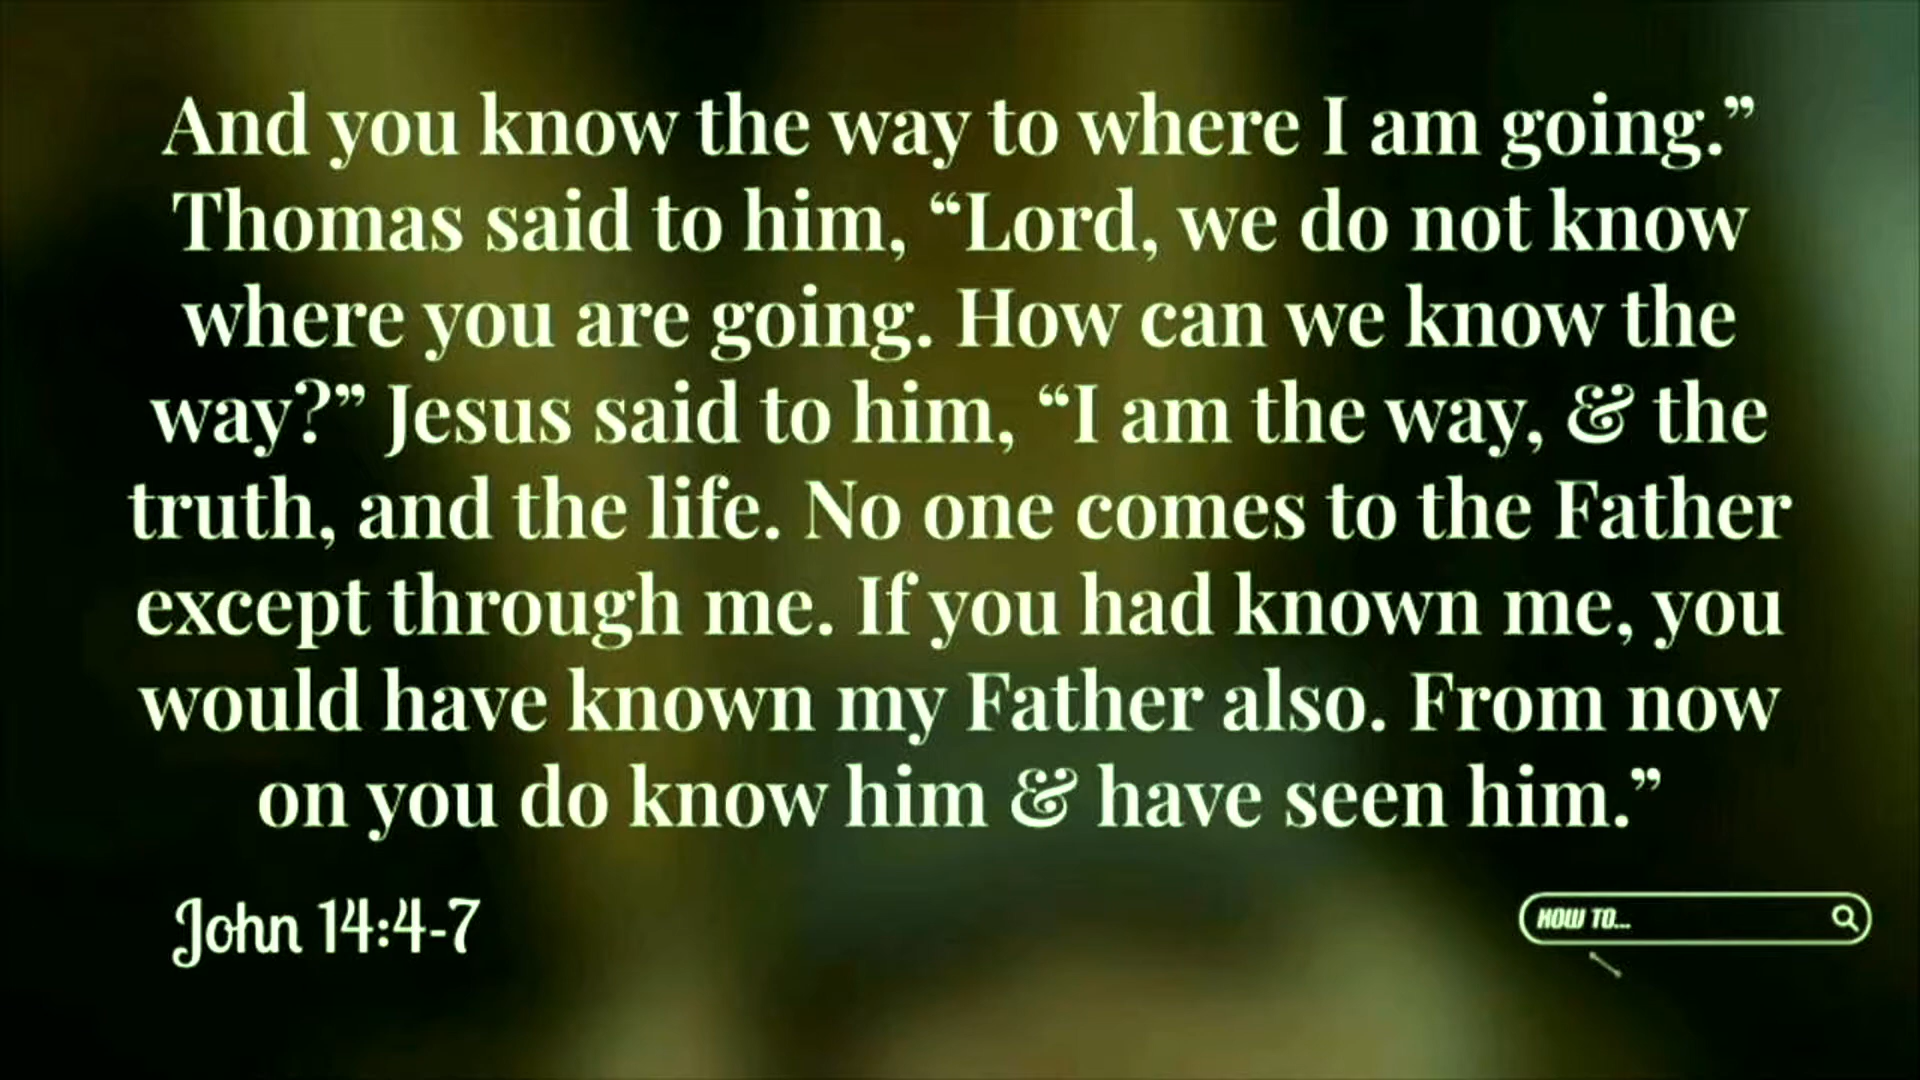 And you know the way to where I am going.”
Thomas said to him, “Lord, we do not know
where you are going. How can we know the
way?” Jesus said to him, “I am the way, & the
truth, and the life. No one comes to the Father
except through me. If you had known me, you
would have known my Father also. From now
on you do know him & have seen him.”
John 14:4-7
HOW TO...